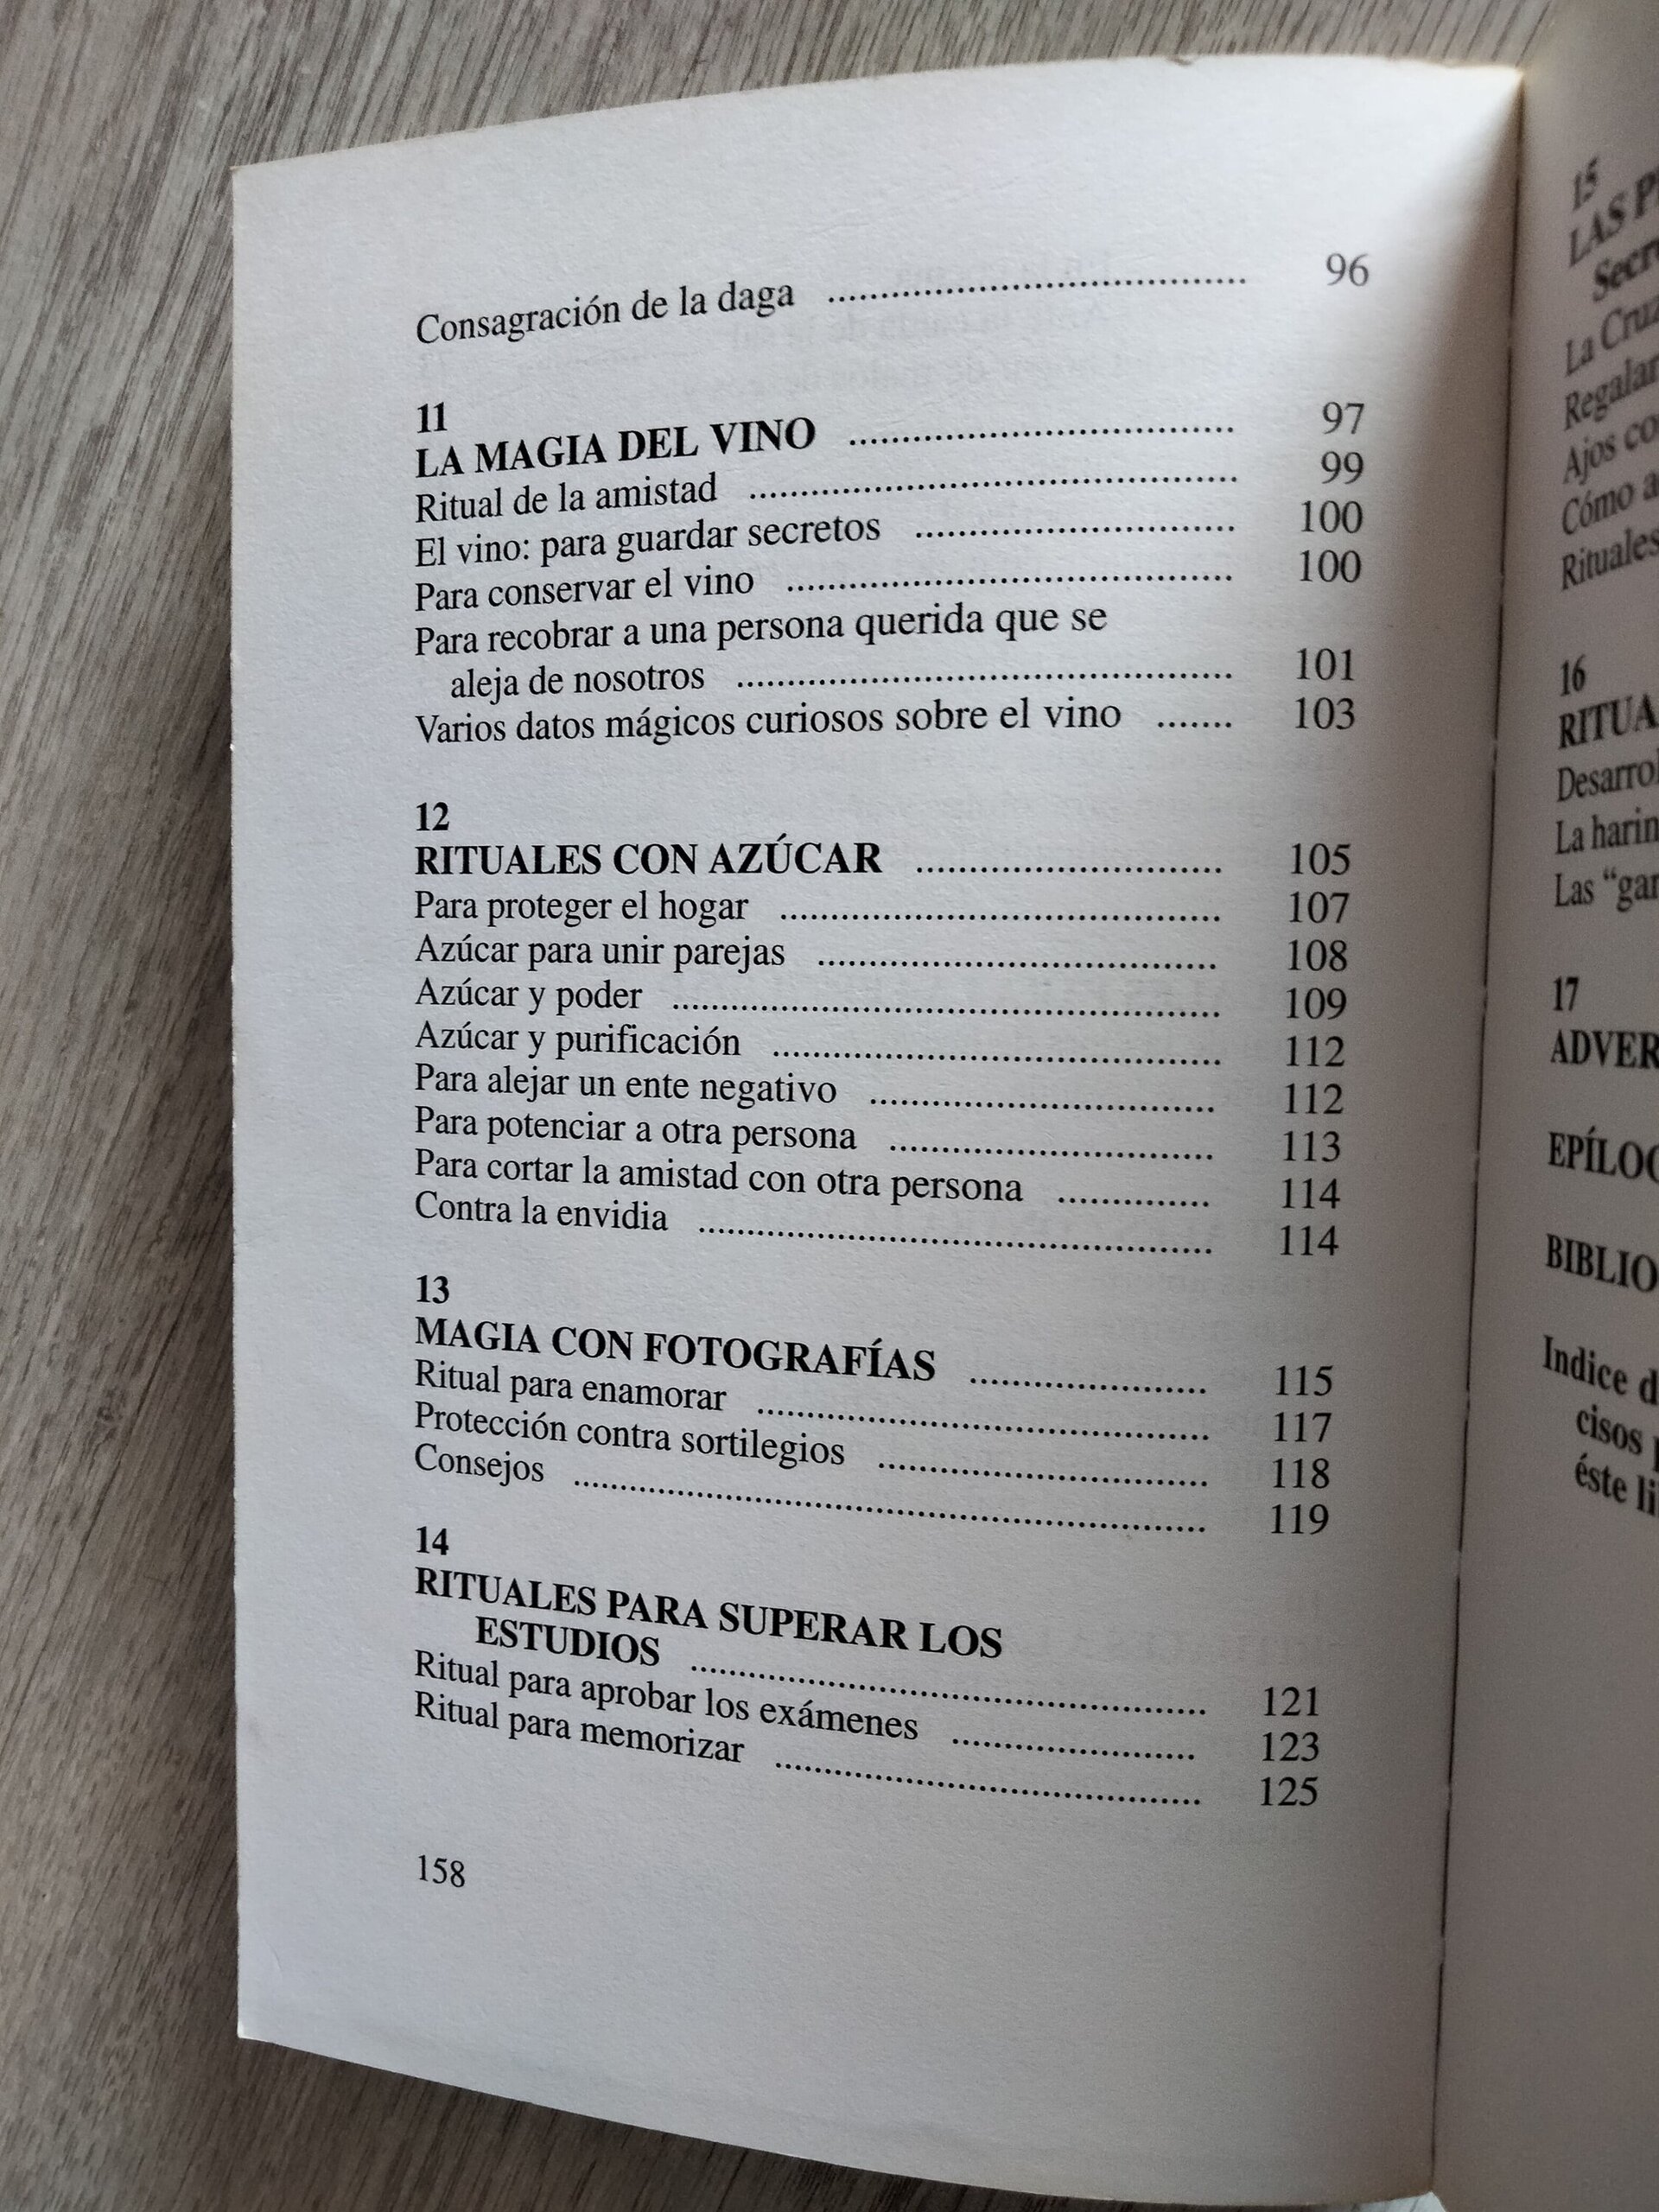 Consagración de la daga ........................................ 96
11
LA MAGIA DEL VINO ........................................ 97
Ritual de la amistad ........................................ 99
El vino: para guardar secretos ........................................ 100
Para conservar el vino ........................................ 100
Para recobrar a una persona querida que se
aleja de nosotros ........................................ 101
Varios datos mágicos curiosos sobre el vino ....... 103
12
RITUALES CON AZÚCAR ........................................ 105
Para proteger el hogar ........................................ 107
Azúcar para unir parejas ........................................ 108
Azúcar y poder ........................................ 109
Azúcar y purificación ........................................ 112
Para alejar un ente negativo ........................................ 112
Para potenciar a otra persona ........................................ 113
Para cortar la amistad con otra persona .............. 114
Contra la envidia ........................................ 114
13
MAGIA CON FOTOGRAFÍAS ........................................ 115
Ritual para enamorar ........................................ 117
Protección contra sortilegios ........................................ 118
Consejos ........................................ 119
14
RITUALES PARA SUPERAR LOS
ESTUDIOS ........................................ 121
Ritual para aprobar los exámenes ........................ 123
Ritual para memorizar ........................................ 125
158
15
LAS
La
16
17
Las
Indice
cisos
éste